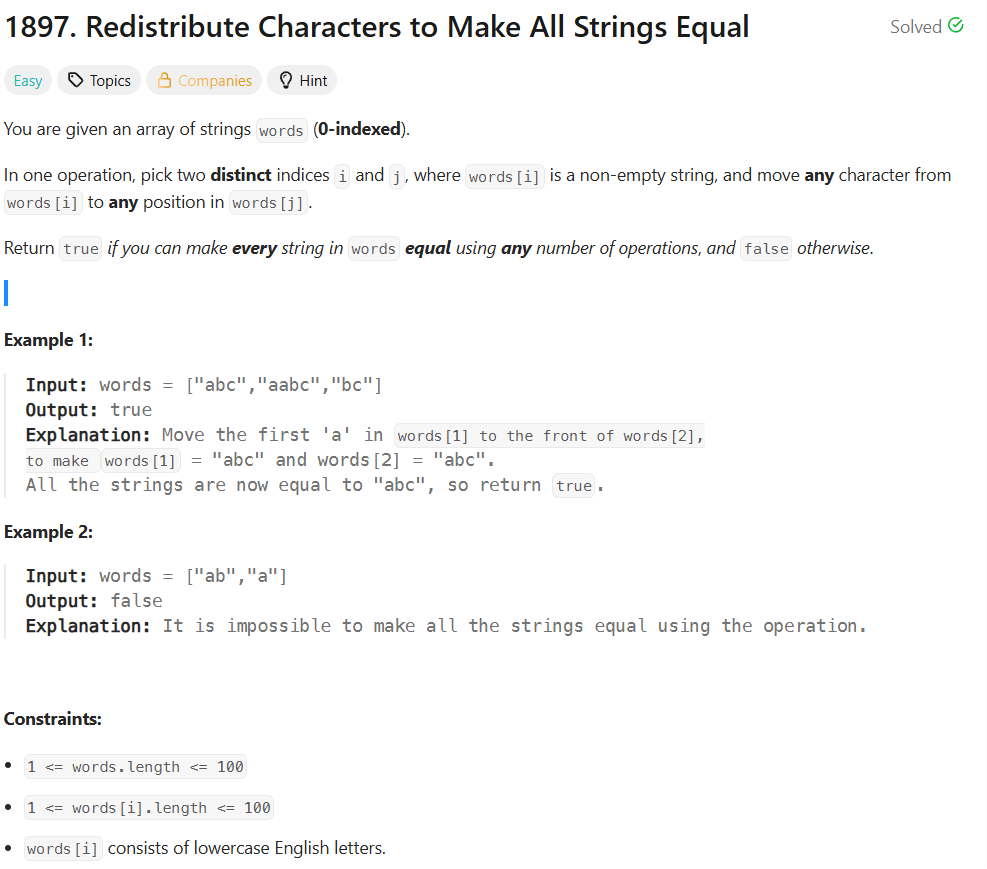 1897. Redistribute Characters to Make All Strings Equal
Solved
Easy Topics Companies Hint
You are given an array of strings words (0-indexed).
In one operation, pick two distinct indices i and j, where words[i] is a non-empty string, and move any character from
words[i] to any position in words[j].
Return true if you can make every string in words equal using any number of operations, and false otherwise.
Example 1:
Input: words = ["abc","aabc","bc"]
Output: true
Explanation: Move the first 'a' in words[1] to the front of words[2],
to make words[1] = "abc" and words[2] = "abc".
All the strings are now equal to "abc", so return true.
Example 2:
Input: words = ["ab","a"]
Output: false
Explanation: It is impossible to make all the strings equal using the operation.
Constraints:
• 1 <= words.length <= 100
• 1 <= words[i].length <= 100
• words[i] consists of lowercase English letters.